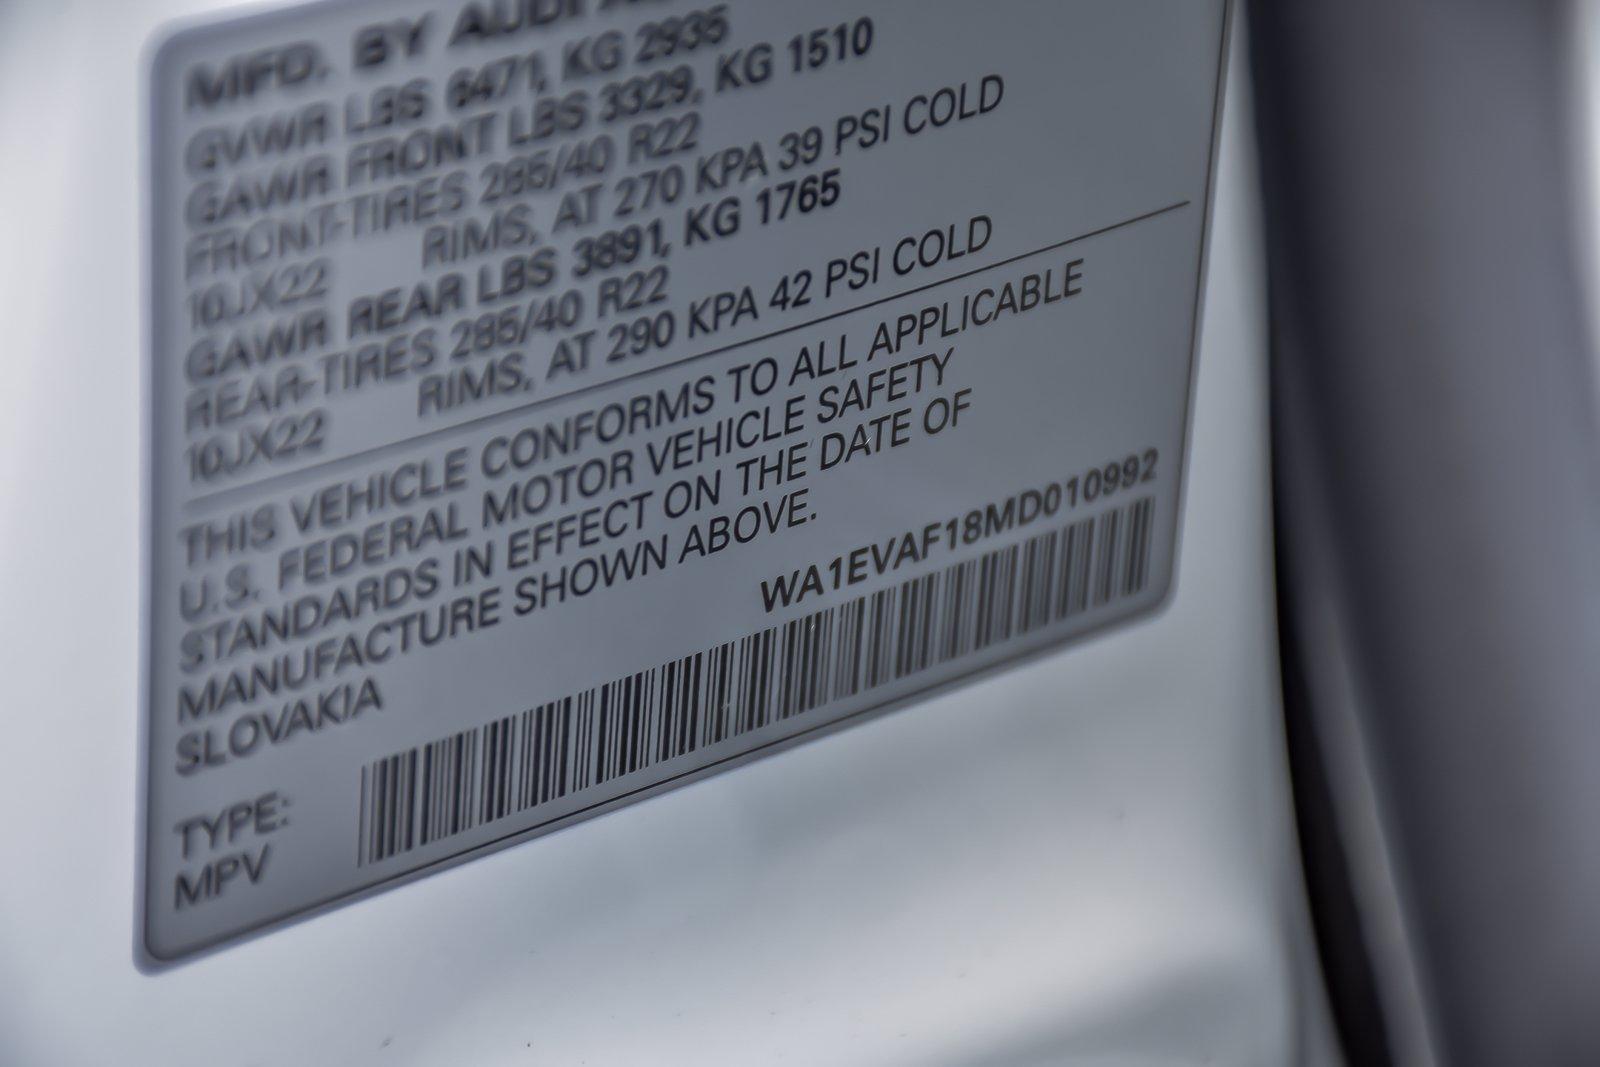 MFD. BY AUDI
GVWR LBS 6471, KG 2935
GAWR FRONT LBS 3329, KG 1510
FRONT-TIRES 285/40 R22
10JX22 RIMS, AT 270 KPA 39 PSI COLD
GAWR REAR LBS 3891, KG 1765
REAR-TIRES 285/40 R22
10JX22 RIMS, AT 290 KPA 42 PSI COLD
THIS VEHICLE CONFORMS TO ALL APPLICABLE
U.S. FEDERAL MOTOR VEHICLE SAFETY
STANDARDS IN EFFECT ON THE DATE OF
MANUFACTURE SHOWN ABOVE.
SLOVAKIA
WA1EVAF18MD010992
TYPE:
MPV